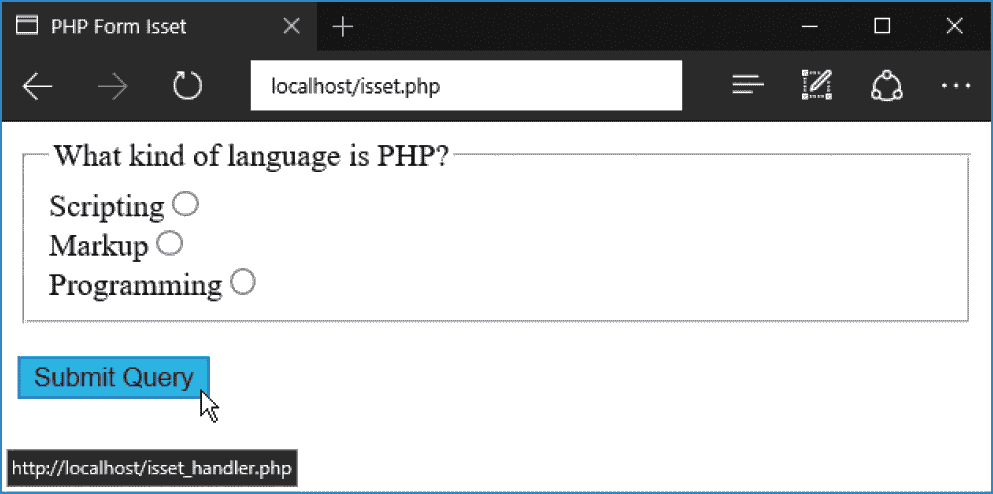 PHP Form Isset
localhost/isset.php
What kind of language is PHP?
Scripting
Markup
Programming
Submit Query
http://localhost/isset_handler.php